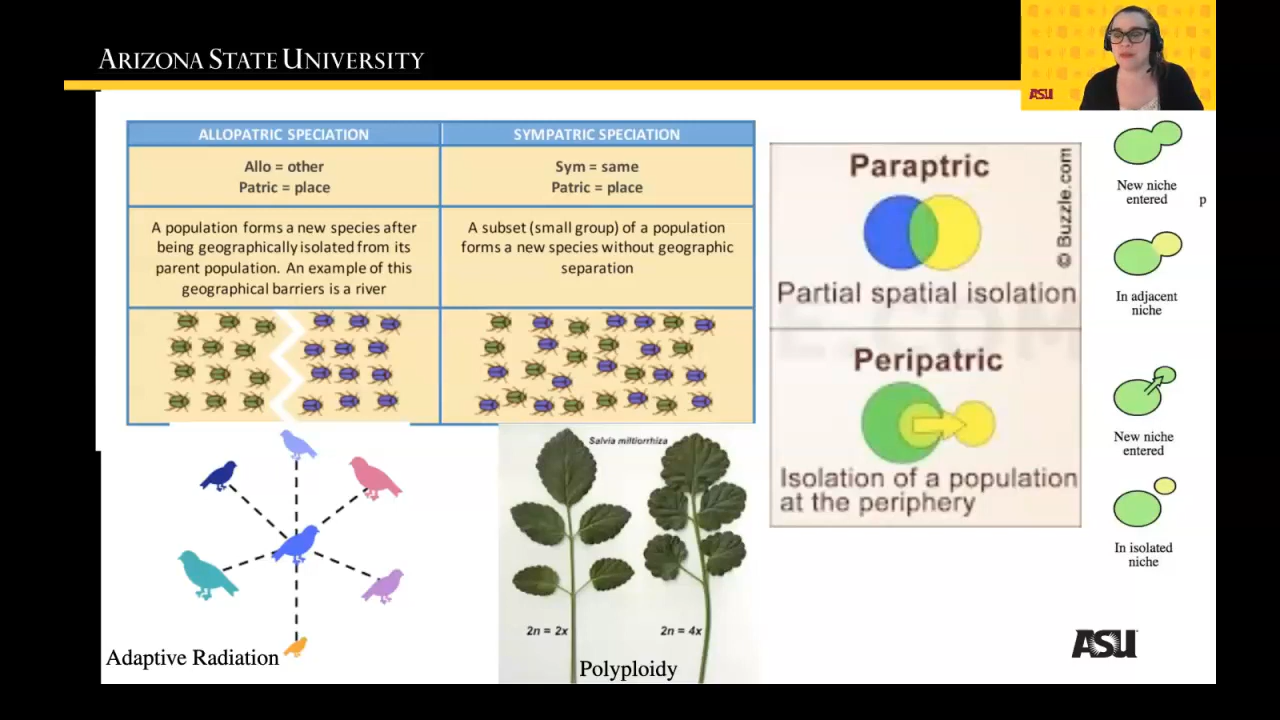 ARIZONA STATE UNIVERSITY
ASU
ALLOPATRIC SPECIATION
SYMPATRIC SPECIATION
Allo = other
Patric = place
Sym = same
Patric = place
A population forms a new species after
being geographically isolated from its
parent population. An example of this
geographical barriers is a river
A subset (small group) of a population
forms a new species without geographic
separation
Paraptric
© Buzzle.com
Partial spatial isolation
Peripatric
Isolation of a population
at the periphery
New niche
entered
p
In adjacent
niche
New niche
entered
In isolated
niche
Adaptive Radiation
Salvia miltiorrhiza
2n = 2x
2n = 4x
Polyploidy
ASU